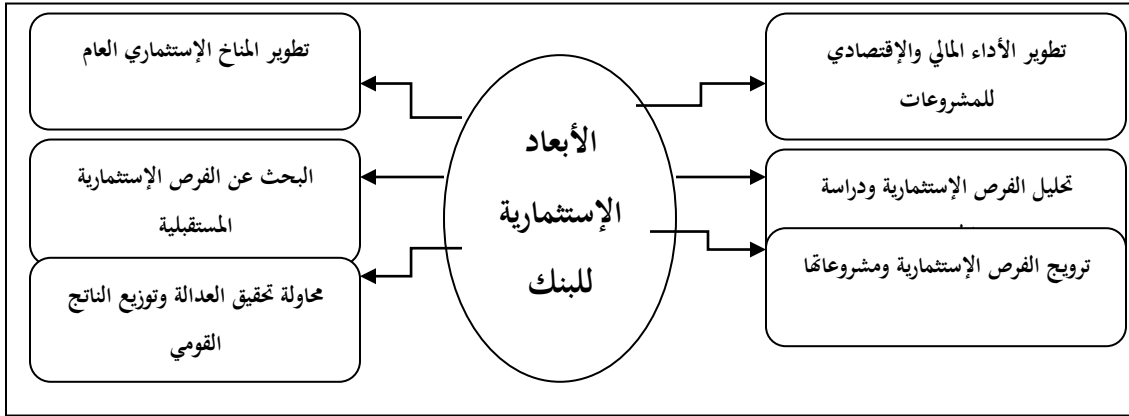 تطوير الأداء المالي والإقتصادي
للمشروعات
تحليل الفرص الإستثمارية ودراسة
ترويج الفرص الإستثمارية ومشروعاتها
الأبعاد
الإستثمارية
للبنك
تطوير المناخ الإستثماري العام
البحث عن الفرص الإستثمارية
المستقبلية
محاولة تحقيق العدالة وتوزيع الناتج
القومي